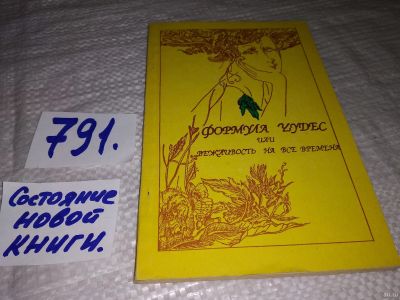 791.
Состояние
новой
книги.
ФОРМУЛА ЧУДЕС
ИЛИ
ВЕЖЛИВОСТЬ НА ВСЕ ВРЕМЕНА